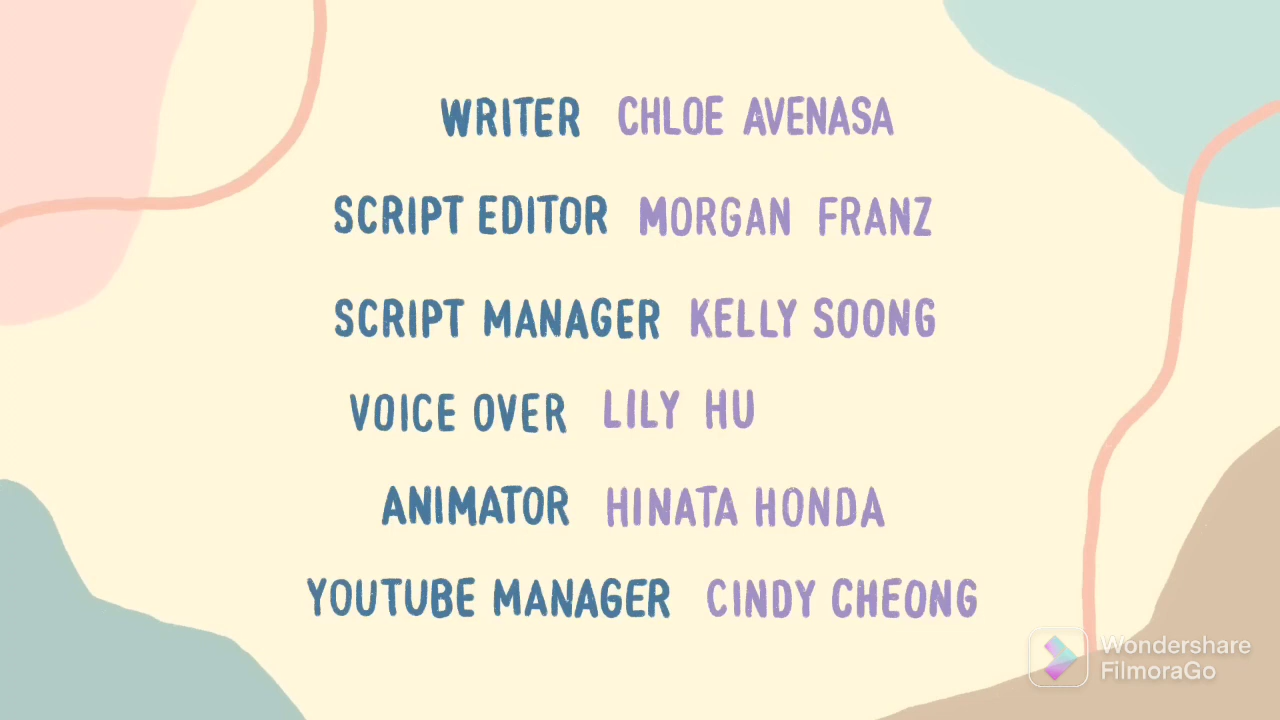 WRITER CHLOE AVENASA
SCRIPT EDITOR MORGAN FRANZ
SCRIPT MANAGER KELLY SOONG
VOICE OVER LILY HU
ANIMATOR HINATA HONDA
YOUTUBE MANAGER CINDY CHEONG
Wondershare
FilmoraGo